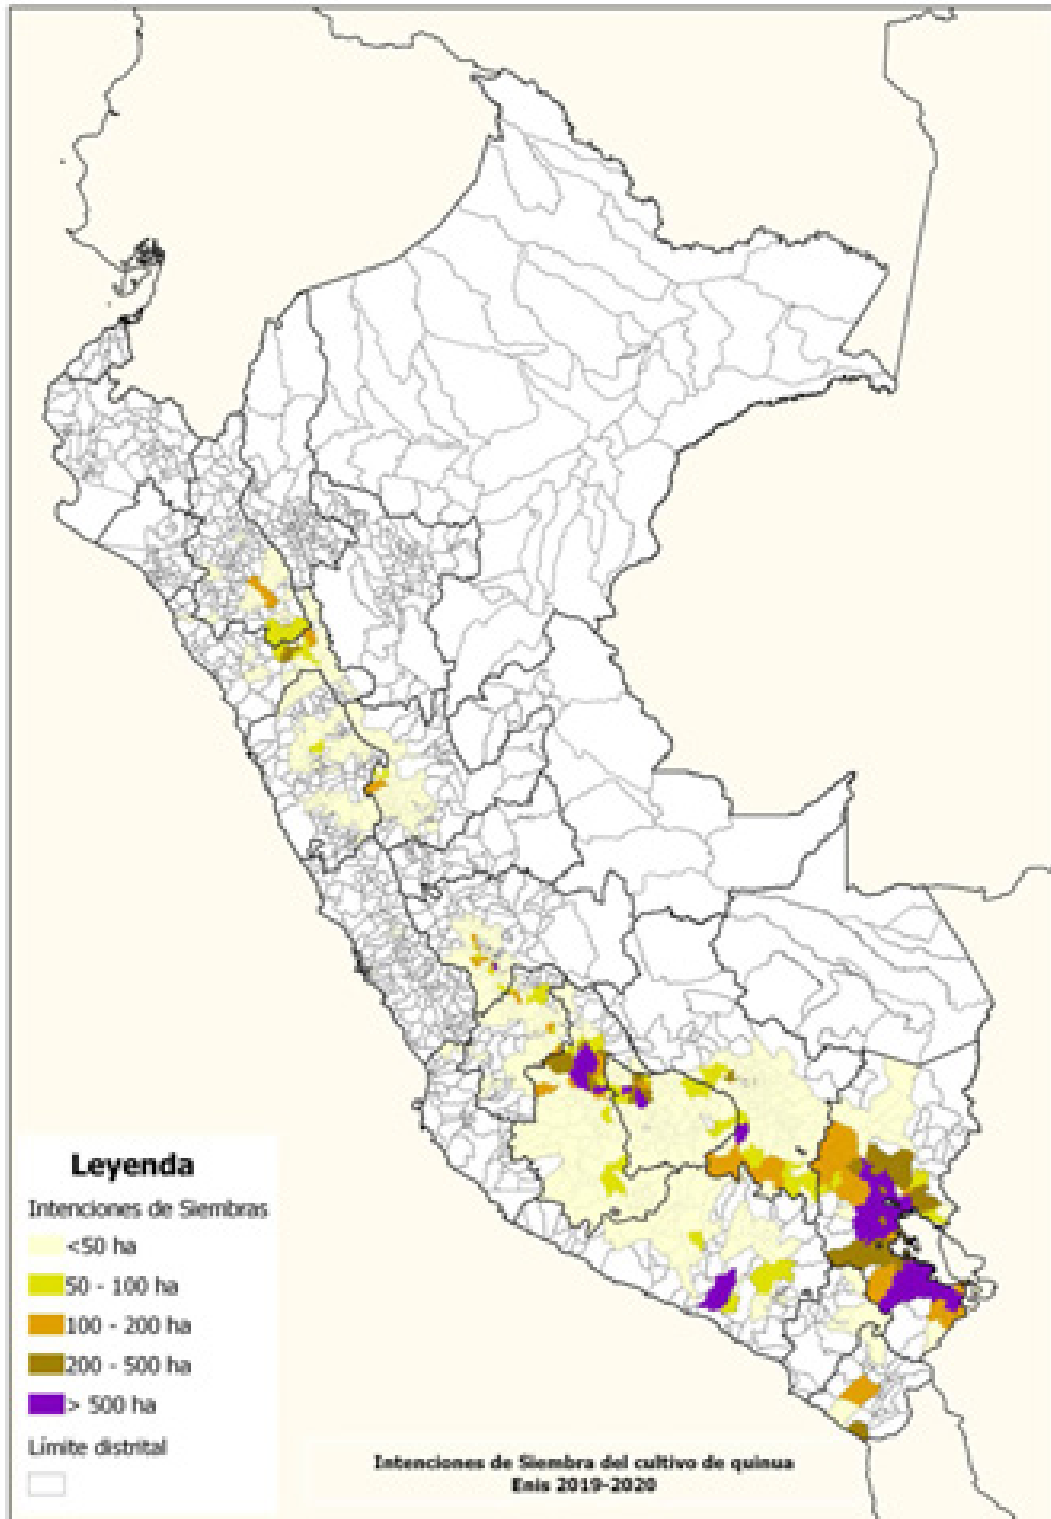 Leyenda
Intenciones de Siembras
<50 ha
50 - 100 ha
100 - 200 ha
200 - 500 ha
> 500 ha
Límite distrital
Intenciones de Siembra del cultivo de quinua
Enis 2019-2020